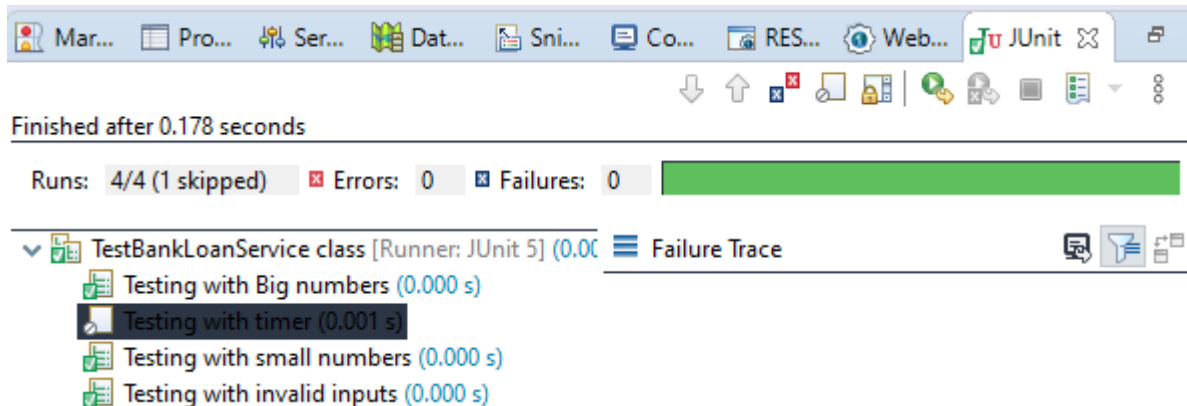 Mar... Pro... Ser... Dat... Sni... Co... RES... Web... JUnit
Finished after 0.178 seconds
Runs: 4/4 (1 skipped) Errors: 0 Failures: 0
TestBankLoanService class [Runner: JUnit 5] (0.00 Failure Trace
Testing with Big numbers (0.000 s)
Testing with timer (0.001 s)
Testing with small numbers (0.000 s)
Testing with invalid inputs (0.000 s)